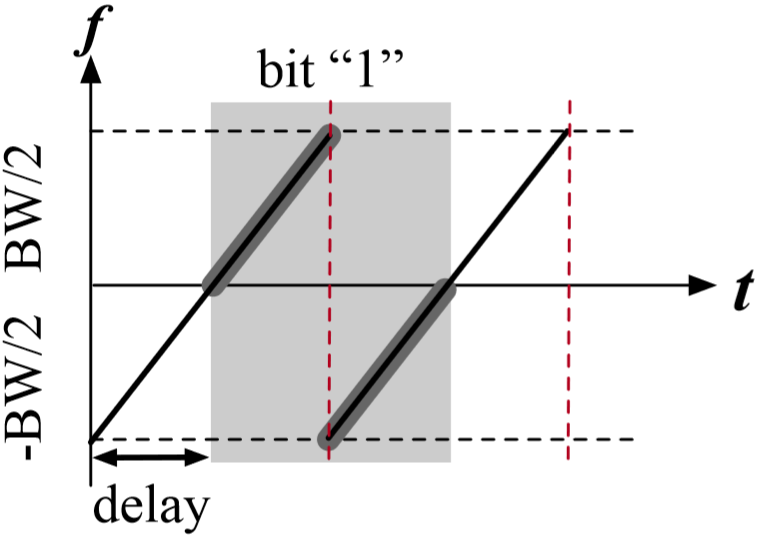 f
bit “1”
BW/2
-BW/2
t
delay